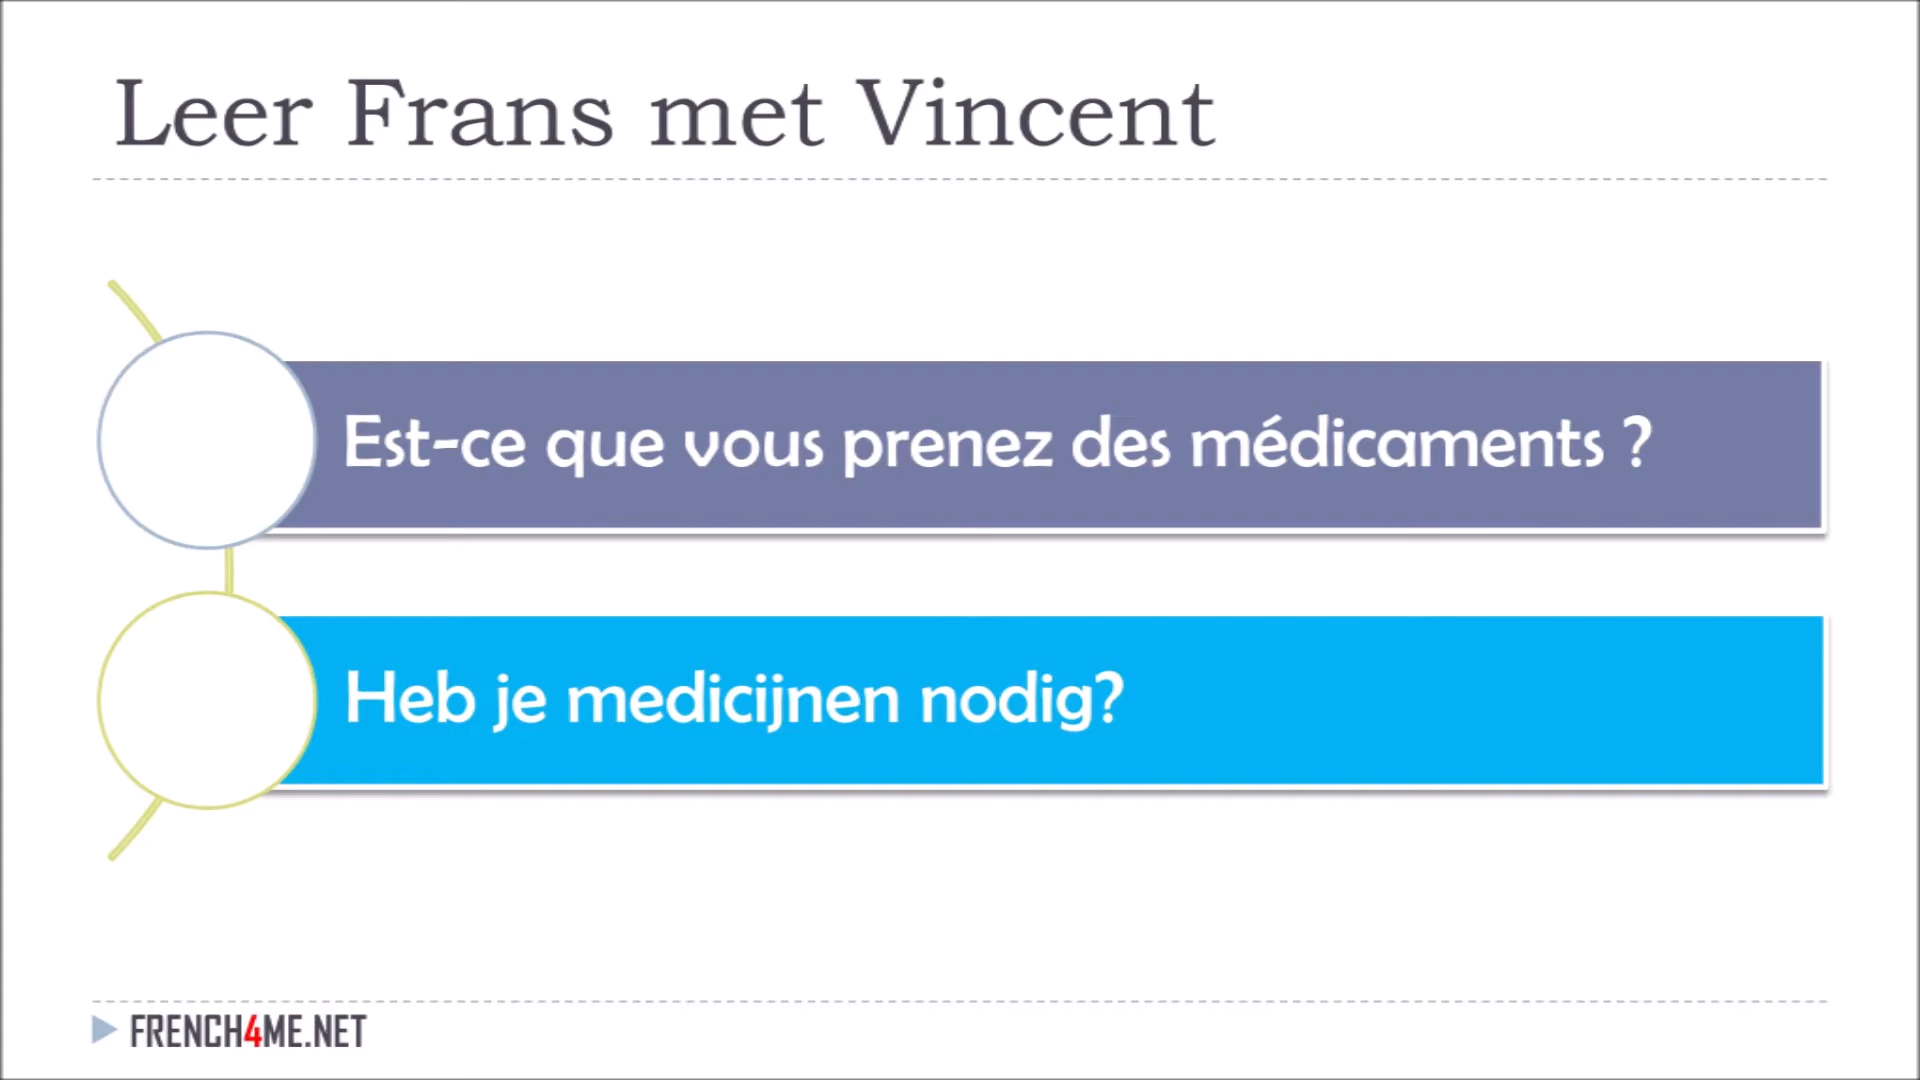 Leer Frans met Vincent
Est-ce que vous prenez des médicaments ?
Heb je medicijnen nodig?
FRENCH4ME.NET